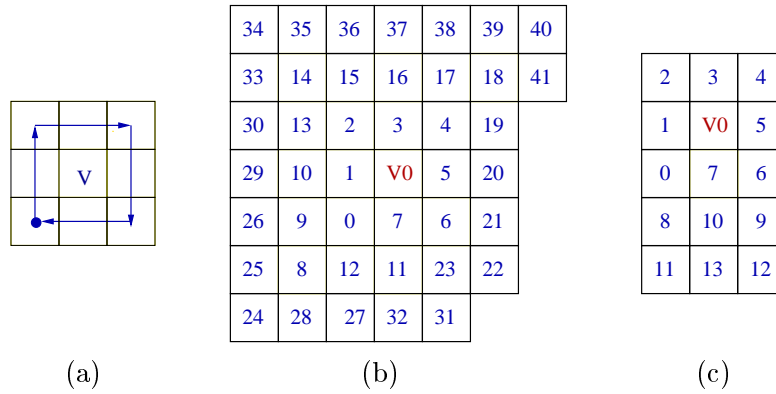 34 35 36 37 38 39 40
33 14 15 16 17 18 41
30 13 2 3 4 19
29 10 1 V0 5 20
26 9 0 7 6 21
25 8 12 11 23 22
24 28 27 32 31
2 3 4
1 V0 5
0 7 6
8 10 9
11 13 12
V
(a) (b) (c)